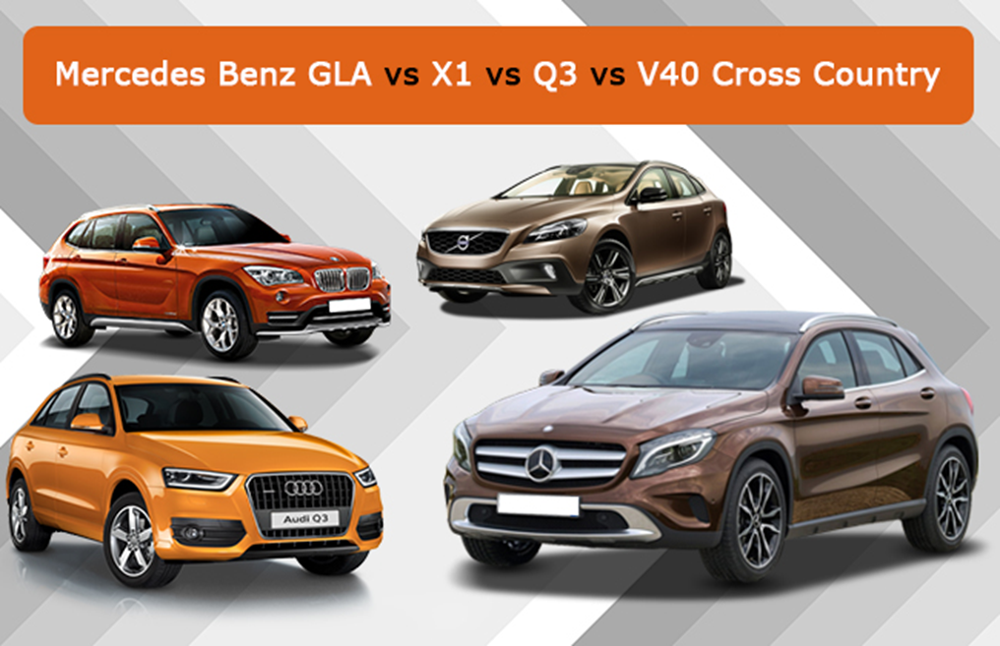 Mercedes Benz GLA vs X1 vs Q3 vs V40 Cross Country
Audi Q3